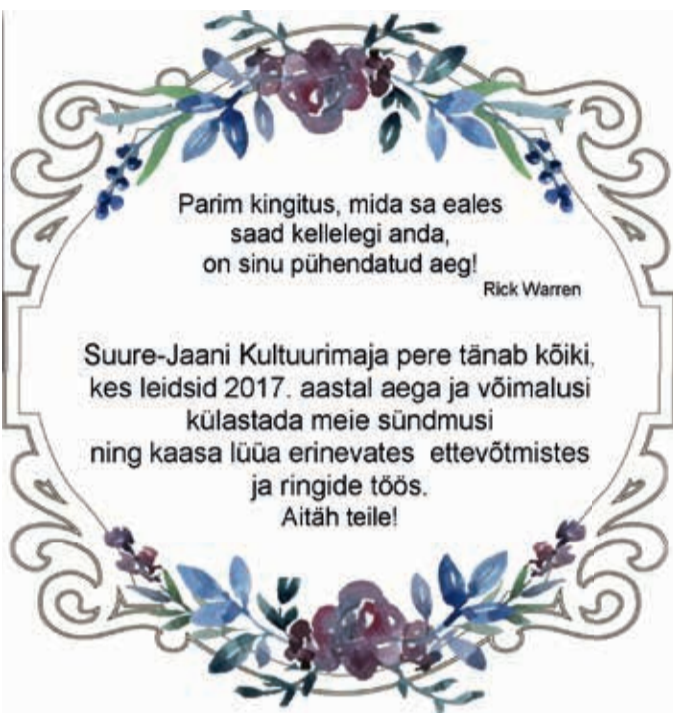 Parim kingitus, mida sa eales
saad kellelegi anda,
on sinu pühendatud aeg!
Rick Warren
Suure-Jaani Kultuurimaja pere tänab kõiki,
kes leidsid 2017. aastal aega ja võimalusi
külastada meie sündmusi
ning kaasa lüüa erinevates ettevõtmistes
ja ringide töös.
Aitäh teile!